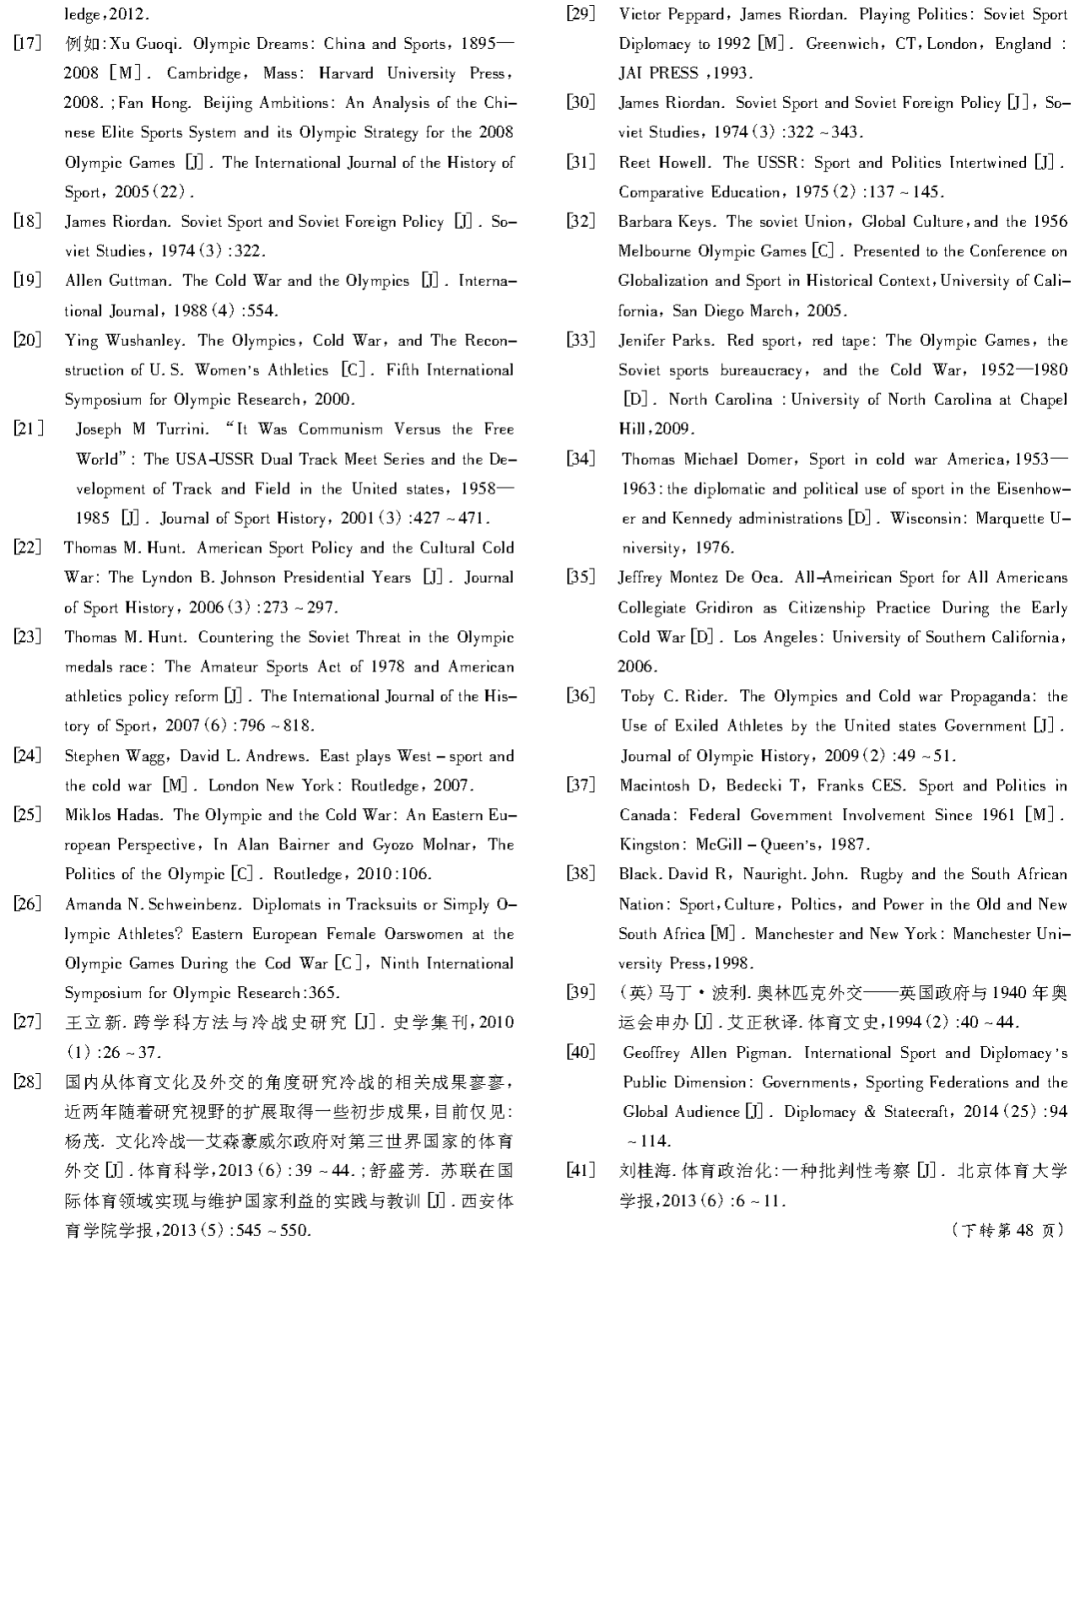 ledge,2012.
[17] 例如:Xu Guoqi. Olympic Dreams: China and Sports, 1895—
2008 [M]. Cambridge, Mass: Harvard University Press,
2008. ;Fan Hong. Beijing Ambitions: An Analysis of the Chi-
nese Elite Sports System and its Olympic Strategy for the 2008
Olympic Games [J]. The International Journal of the History of
Sport, 2005(22).
[18] James Riordan. Soviet Sport and Soviet Foreign Policy [J]. So-
viet Studies, 1974(3):322.
[19] Allen Guttman. The Cold War and the Olympics [J]. Interna-
tional Journal, 1988(4):554.
[20] Ying Wushanley. The Olympics, Cold War, and The Recon-
struction of U.S. Women's Athletics [C]. Fifth International
Symposium for Olympic Research, 2000.
[21] Joseph M Turrini. “It Was Communism Versus the Free
World”: The USA-USSR Dual Track Meet Series and the De-
velopment of Track and Field in the United states, 1958—
1985 [J]. Journal of Sport History, 2001(3):427~471.
[22] Thomas M. Hunt. American Sport Policy and the Cultural Cold
War: The Lyndon B. Johnson Presidential Years [J]. Journal
of Sport History, 2006(3):273~297.
[23] Thomas M. Hunt. Countering the Soviet Threat in the Olympic
medals race: The Amateur Sports Act of 1978 and American
athletics policy reform [J]. The International Journal of the His-
tory of Sport, 2007(6):796~818.
[24] Stephen Wagg, David L. Andrews. East plays West-sport and
the cold war [M]. London New York: Routledge, 2007.
[25] Miklos Hadas. The Olympic and the Cold War: An Eastern Eu-
ropean Perspective, In Alan Bairner and Gyozo Molnar, The
Politics of the Olympic [C]. Routledge, 2010:106.
[26] Amanda N. Schweinbenz. Diplomats in Tracksuits or Simply O-
lympic Athletes? Eastern European Female Oarswomen at the
Olympic Games During the Cod War [C], Ninth International
Symposium for Olympic Research:365.
[27] 王立新. 跨学科方法与冷战史研究 [J]. 史学集刊,2010
(1):26~37.
[28] 国内从体育文化及外交的角度研究冷战的相关成果寥寥,
近两年随着研究视野的扩展取得一些初步成果,目前仅见:
杨茂. 文化冷战—艾森豪威尔政府对第三世界国家的体育
外交 [J]. 体育科学,2013(6):39~44.;舒盛芳. 苏联在国
际体育领域实现与维护国家利益的实践与教训 [J]. 西安体
育学院学报,2013(5):545~550.
[29] Victor Peppard, James Riordan. Playing Politics: Soviet Sport
Diplomacy to 1992 [M]. Greenwich, CT, London, England :
JAI PRESS ,1993.
[30] James Riordan. Soviet Sport and Soviet Foreign Policy [J], So-
viet Studies, 1974(3):322~343.
[31] Reet Howell. The USSR: Sport and Politics Intertwined [J].
Comparative Education, 1975(2):137~145.
[32] Barbara Keys. The soviet Union, Global Culture,and the 1956
Melbourne Olympic Games [C]. Presented to the Conference on
Globalization and Sport in Historical Context,University of Cali-
fornia, San Diego March, 2005.
[33] Jenifer Parks. Red sport, red tape: The Olympic Games, the
Soviet sports bureaucracy, and the Cold War, 1952—1980
[D]. North Carolina :University of North Carolina at Chapel
Hill,2009.
[34] Thomas Michael Domer, Sport in cold war America,1953—
1963:the diplomatic and political use of sport in the Eisenhow-
er and Kennedy administrations [D]. Wisconsin: Marquette U-
niversity, 1976.
[35] Jeffrey Montez De Oca. All-Ameirican Sport for All Americans
Collegiate Gridiron as Citizenship Practice During the Early
Cold War [D]. Los Angeles: University of Southern California,
2006.
[36] Toby C. Rider. The Olympics and Cold war Propaganda: the
Use of Exiled Athletes by the United states Government [J].
Journal of Olympic History, 2009(2):49~51.
[37] Macintosh D, Bedecki T, Franks CES. Sport and Politics in
Canada: Federal Government Involvement Since 1961 [M].
Kingston: McGill-Queen's, 1987.
[38] Black. David R, Nauright. John. Rugby and the South African
Nation: Sport,Culture, Poltics, and Power in the Old and New
South Africa [M]. Manchester and New York: Manchester Uni-
versity Press,1998.
[39] (英)马丁·波利. 奥林匹克外交——英国政府与1940年奥
运会申办 [J]. 艾正秋译. 体育文史,1994(2):40~44.
[40] Geoffrey Allen Pigman. International Sport and Diplomacy's
Public Dimension: Governments, Sporting Federations and the
Global Audience [J]. Diplomacy & Statecraft, 2014(25):94
~114.
[41] 刘桂海. 体育政治化:一种批判性考察 [J]. 北京体育大学
学报,2013(6):6~11.
(下转第48页)